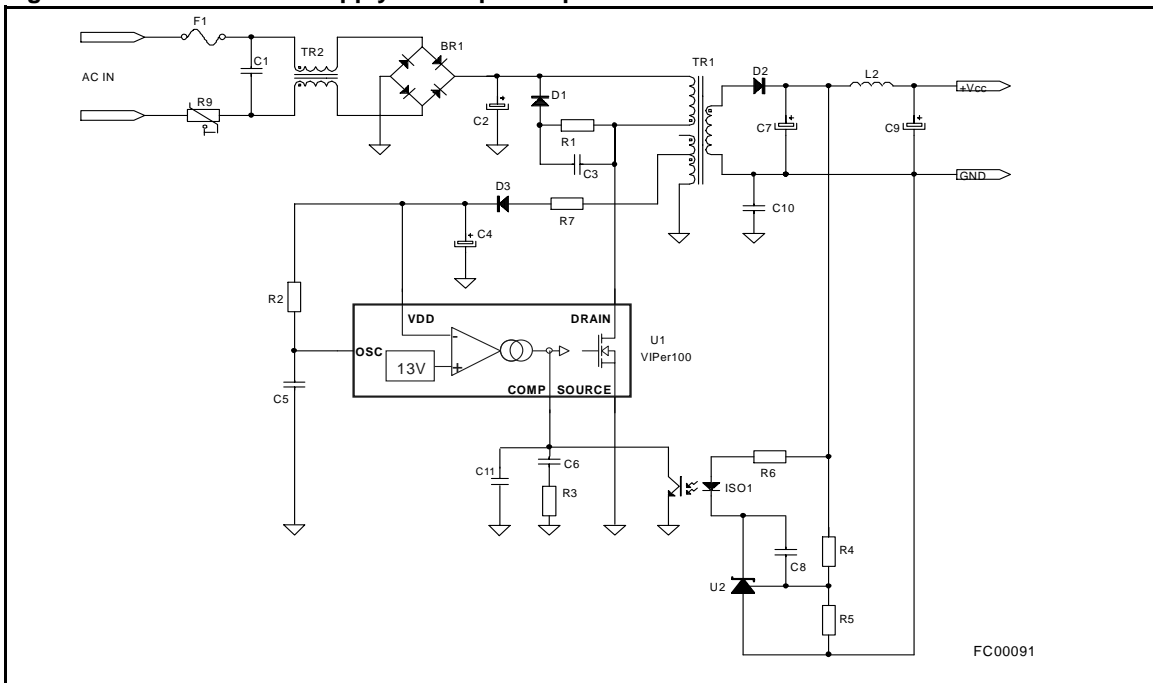 F1
BR1
TR2
TR1
C1
D2
L2
AC IN
+Vcc
D1
R9
C2
C7
C9
R1
C3
GND
D3
C10
R7
C4
R2
VDD
DRAIN
U1
OSC
VIPer100
-
13V
+
COMP SOURCE
C5
C11
C6
R6
R3
ISO1
R4
C8
U2
R5
FC00091